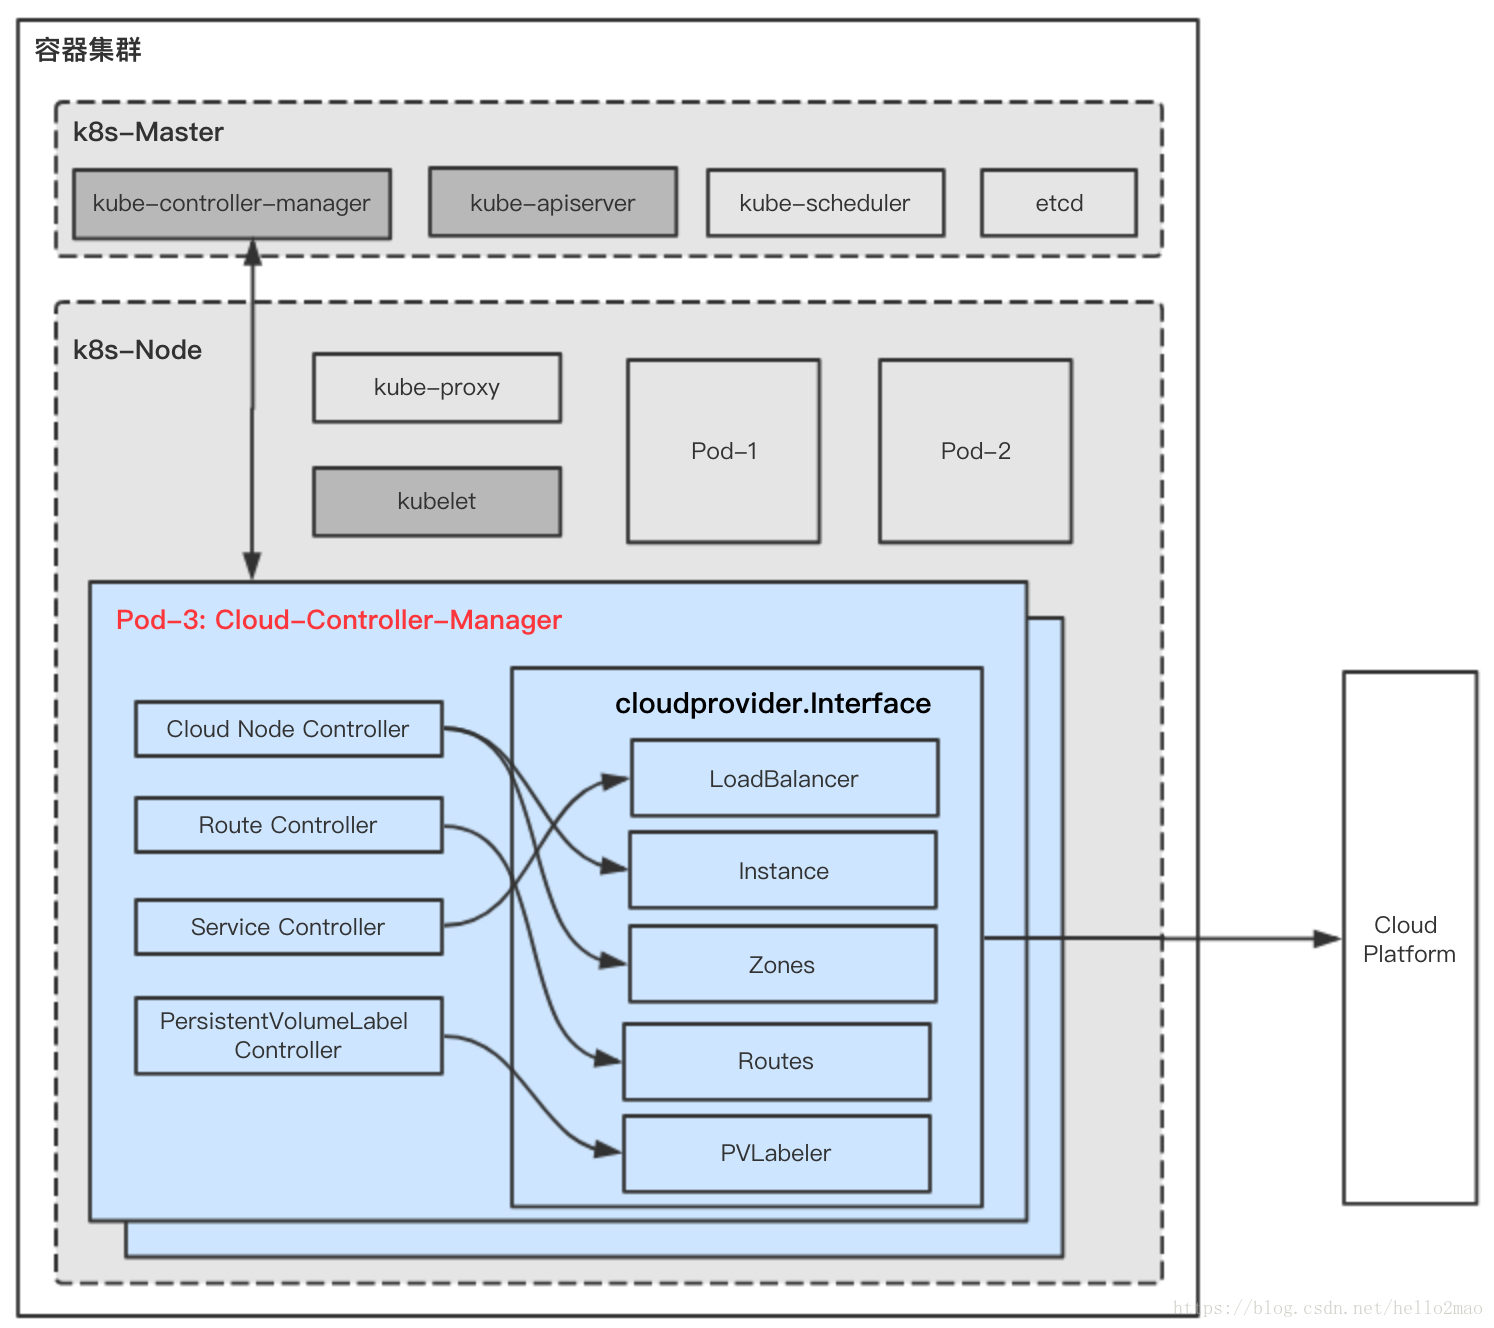 容器集群
k8s-Master
kube-controller-manager
kube-apiserver
kube-scheduler
etcd
k8s-Node
kube-proxy
kubelet
Pod-1
Pod-2
Pod-3: Cloud-Controller-Manager
Cloud Node Controller
Route Controller
Service Controller
PersistentVolumeLabel
Controller
cloudprovider.Interface
LoadBalancer
Instance
Zones
Routes
PVLabeler
Cloud
Platform
https://blog.csdn.net/hello2mao